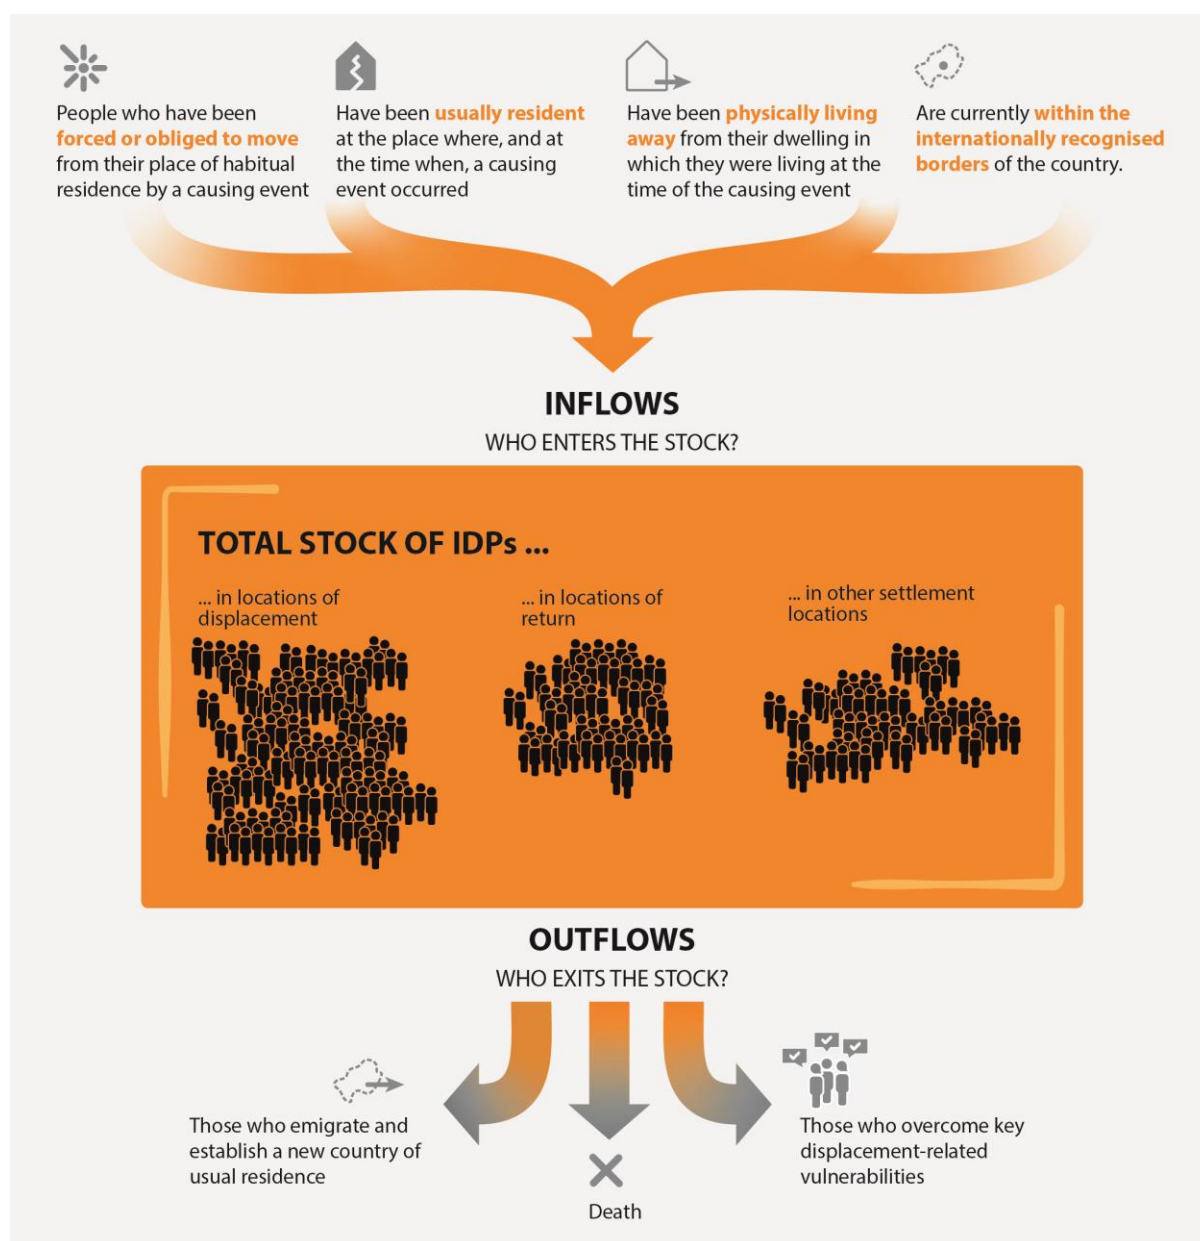 People who have been
forced or obliged to move
from their place of habitual
residence by a causing event
Have been usually resident
at the place where, and at
the time when, a causing
event occurred
Have been physically living
away from their dwelling in
which they were living at the
time of the causing event
Are currently within the
internationally recognised
borders of the country.
INFLOWS
WHO ENTERS THE STOCK?
TOTAL STOCK OF IDPs ...
... in locations of
displacement
... in locations of
return
... in other settlement
locations
OUTFLOWS
WHO EXITS THE STOCK?
Those who emigrate and
establish a new country of
usual residence
Death
Those who overcome key
displacement-related
vulnerabilities